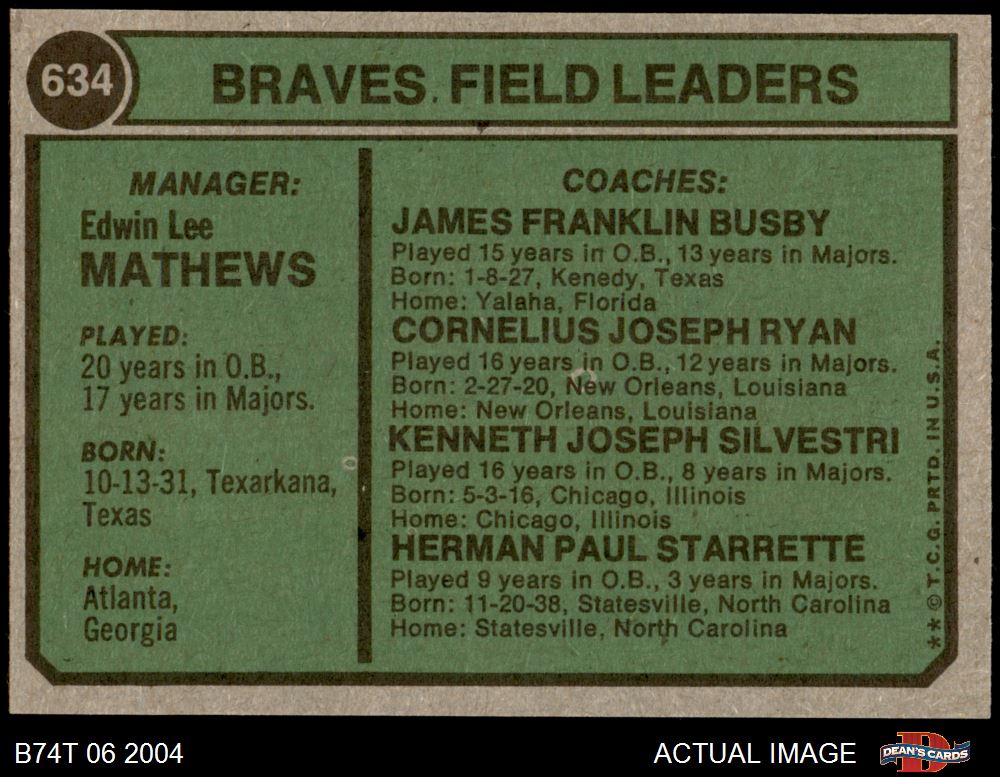 634
BRAVES FIELD LEADERS
MANAGER:
Edwin Lee
MATHEWS
PLAYED:
20 years in O.B.,
17 years in Majors.
BORN:
10-13-31, Texarkana,
Texas
HOME:
Atlanta,
Georgia
COACHES:
JAMES FRANKLIN BUSBY
Played 15 years in O.B., 13 years in Majors.
Born: 1-8-27, Kenedy, Texas
Home: Yalaha, Florida
CORNELIUS JOSEPH RYAN
Played 16 years in O.B., 12 years in Majors.
Born: 2-27-20, New Orleans, Louisiana
Home: New Orleans, Louisiana
KENNETH JOSEPH SILVESTRI
Played 16 years in O.B., 8 years in Majors.
Born: 5-3-16, Chicago, Illinois
Home: Chicago, Illinois
HERMAN PAUL STARRETTE
Played 9 years in O.B., 3 years in Majors.
Born: 11-20-38, Statesville, North Carolina
Home: Statesville, North Carolina
**© T.C.G. PRTD. IN U.S.A.
B74T 06 2004
ACTUAL IMAGE
DEAN'S CARDS